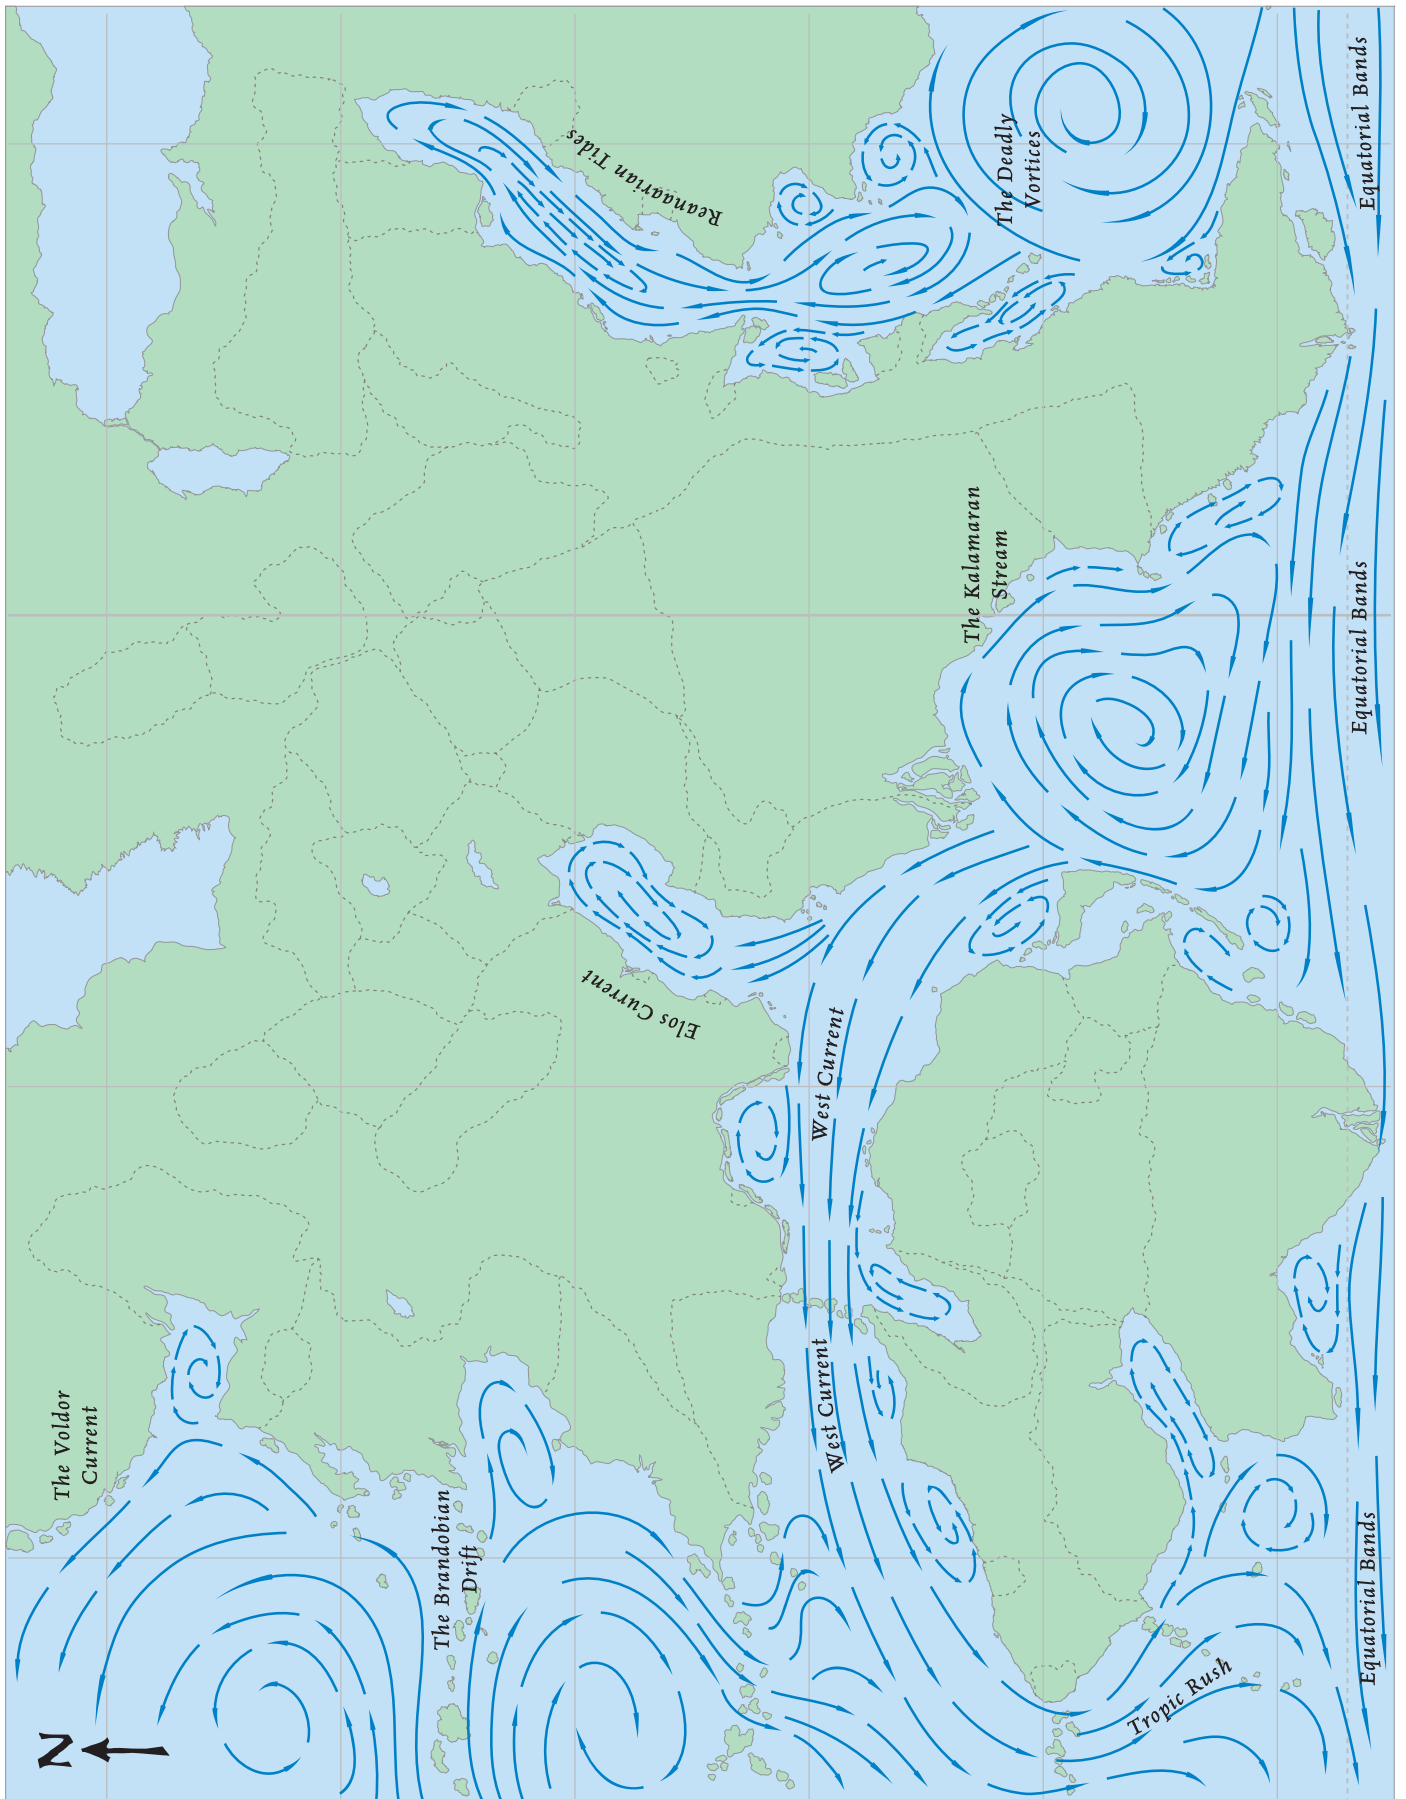 N
The Voldor
Current
The Brandobian
Drift
Elos Current
Reanaarian Tides
West Current
West Current
The Kalamaran
Stream
The Deadly
Vortices
Tropic Rush
Equatorial Bands
Equatorial Bands
Equatorial Bands